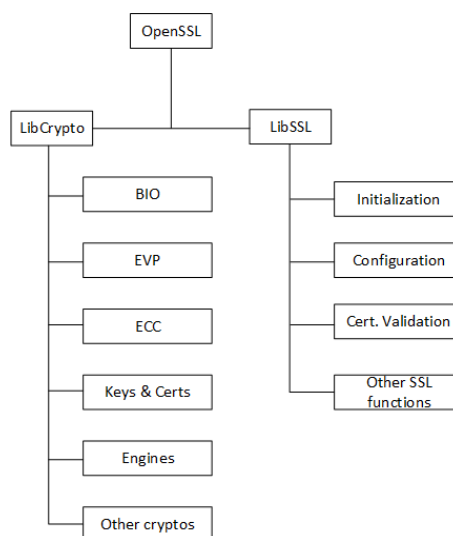 OpenSSL
LibCrypto
LibSSL
BIO
EVP
ECC
Keys & Certs
Engines
Other cryptos
Initialization
Configuration
Cert. Validation
Other SSL
functions